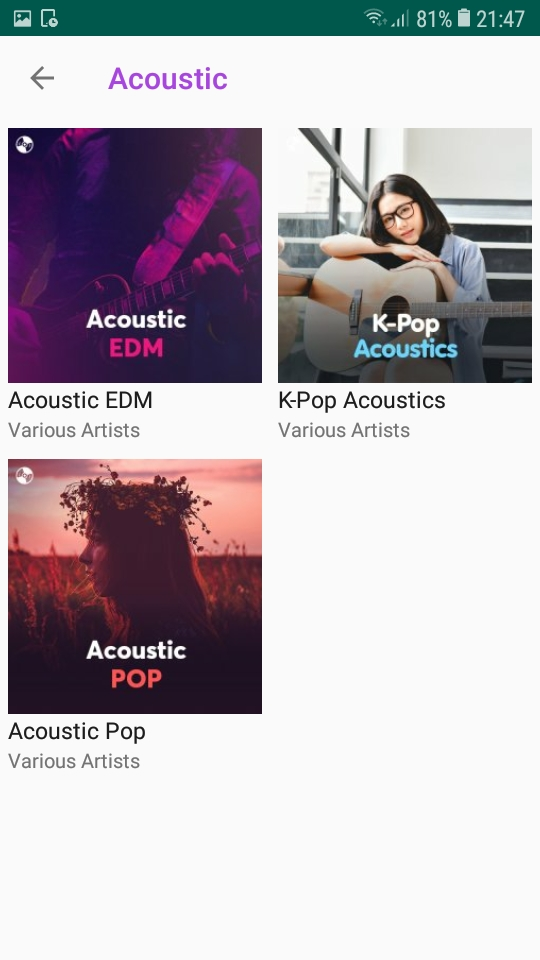 81% 21:47
Acoustic
Acoustic
EDM
K-Pop
Acoustics
Acoustic EDM
Various Artists
K-Pop Acoustics
Various Artists
Acoustic
POP
Acoustic Pop
Various Artists